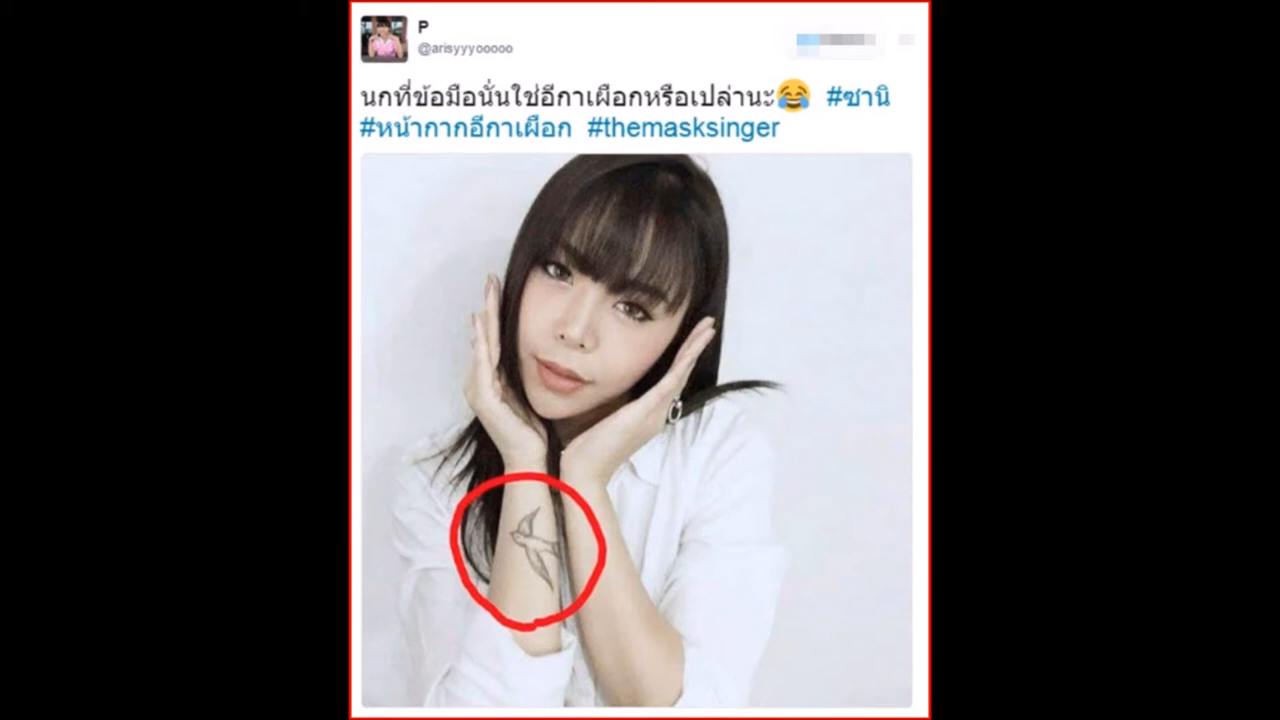 P
@arisyyyooooo
นกที่ข้อมือนั่นใช่อีกาเผือกหรือเปล่านะ😂 #ซานิ
#หน้ากากอีกาเผือก #themasksinger